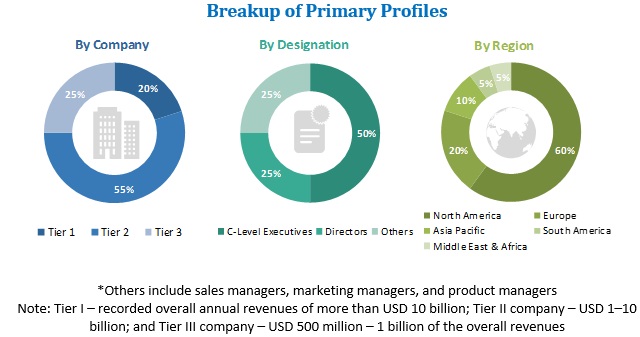 Breakup of Primary Profiles
By Company
20%
55%
25%
Tier 1 Tier 2 Tier 3
By Designation
50%
25%
25%
C-Level Executives Directors Others
By Region
60%
20%
10%
5%
5%
North America Europe
Asia Pacific South America
Middle East & Africa
*Others include sales managers, marketing managers, and product managers
Note: Tier I – recorded overall annual revenues of more than USD 10 billion; Tier II company – USD 1–10
billion; and Tier III company – USD 500 million – 1 billion of the overall revenues